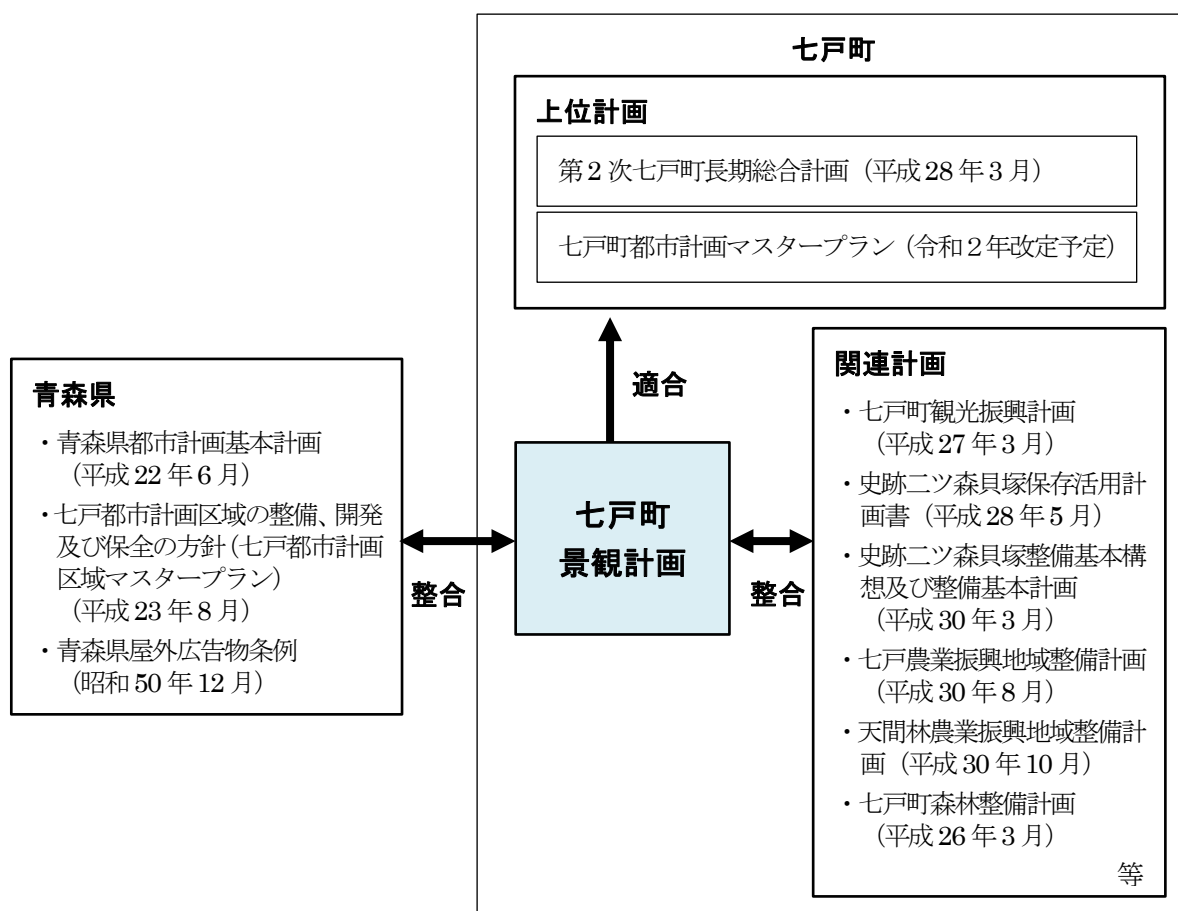 七戸町
上位計画
第2次七戸町長期総合計画（平成28年3月）
七戸町都市計画マスタープラン（令和2年改定予定）
適合
青森県
・青森県都市計画基本計画
（平成22年6月）
・七戸都市計画区域の整備、開発
及び保全の方針（七戸都市計画
区域マスタープラン）
（平成23年8月）
・青森県屋外広告物条例
（昭和50年12月）
整合
七戸町
景観計画
整合
関連計画
・七戸町観光振興計画
（平成27年3月）
・史跡二ツ森貝塚保存活用計
画書（平成28年5月）
・史跡二ツ森貝塚整備基本構
想及び整備基本計画
（平成30年3月）
・七戸農業振興地域整備計画
（平成30年8月）
・天間林農業振興地域整備計
画（平成30年10月）
・七戸町森林整備計画
（平成26年3月）
等